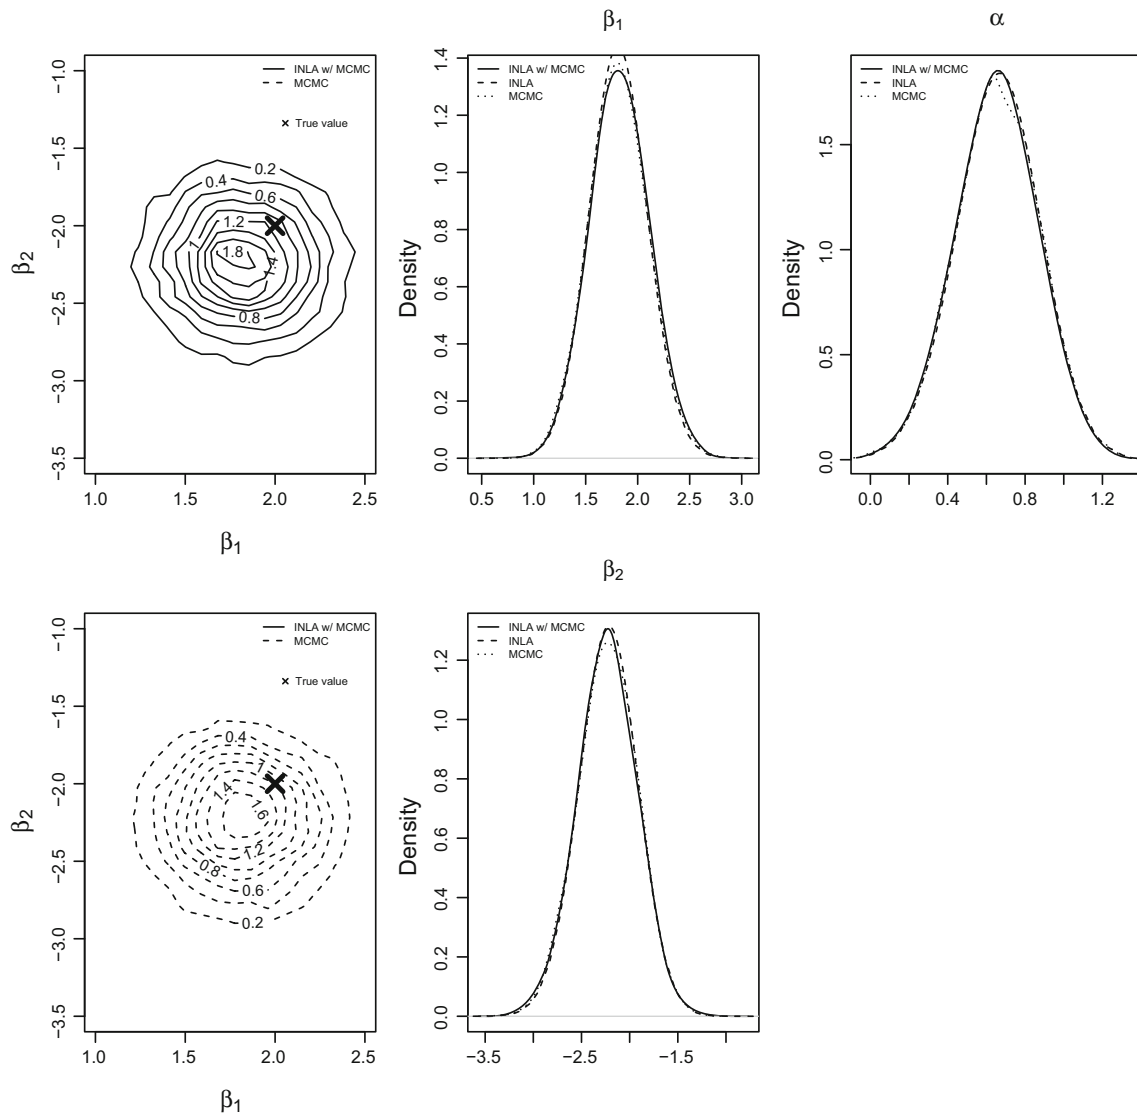 β1
α
−1.0
−1.5
−2.0
−2.5
−3.0
−3.5
β2
INLA w/ MCMC
MCMC
True value
0.2
0.4
0.6
1.2
1
1.8
1.4
0.8
1.0 1.5 2.0 2.5
β1
1.4
1.2
1.0
0.8
0.6
0.4
0.2
0.0
Density
INLA w/ MCMC
INLA
MCMC
0.5 1.0 1.5 2.0 2.5 3.0
1.5
1.0
0.5
0.0
Density
INLA w/ MCMC
INLA
MCMC
0.0 0.4 0.8 1.2
β2
−1.0
−1.5
−2.0
−2.5
−3.0
−3.5
β2
INLA w/ MCMC
MCMC
True value
0.4
1
1.4
1.6
1.2
0.8
0.6
0.2
1.0 1.5 2.0 2.5
β1
1.2
1.0
0.8
0.6
0.4
0.2
0.0
Density
INLA w/ MCMC
INLA
MCMC
−3.5 −2.5 −1.5